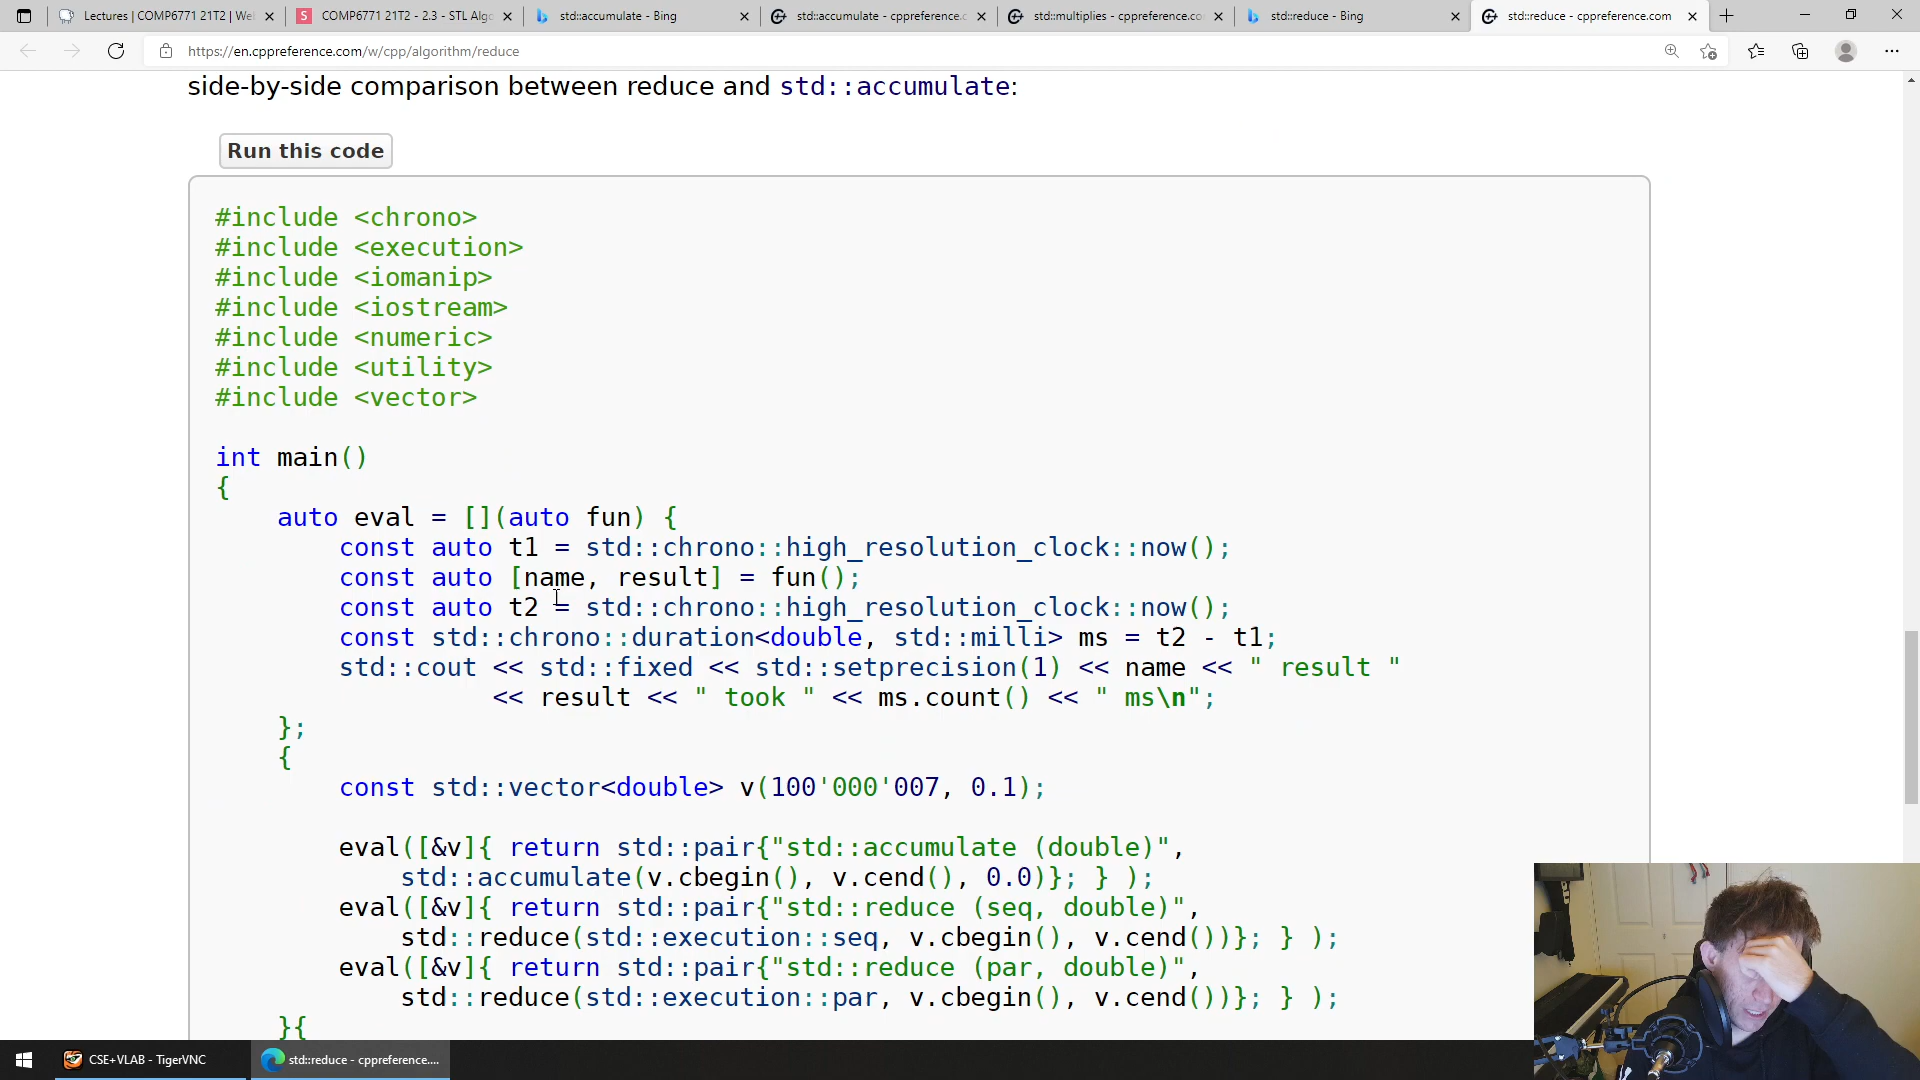 Lectures | COMP6771 21T2 | Web
COMP6771 21T2 - 2.3 - STL Algo
std::accumulate - Bing
std::accumulate - cppreference.c
std::multiplies - cppreference.co
std::reduce - Bing
std::reduce - cppreference.com
https://en.cppreference.com/w/cpp/algorithm/reduce
side-by-side comparison between reduce and std::accumulate:
Run this code
#include <chrono>
#include <execution>
#include <iomanip>
#include <iostream>
#include <numeric>
#include <utility>
#include <vector>
int main()
{
auto eval = [](auto fun) {
const auto t1 = std::chrono::high_resolution_clock::now();
const auto [name, result] = fun();
const auto t2 = std::chrono::high_resolution_clock::now();
const std::chrono::duration<double, std::milli> ms = t2 - t1;
std::cout << std::fixed << std::setprecision(1) << name << " result "
<< result << " took " << ms.count() << " ms\n";
};
{
const std::vector<double> v(100'000'007, 0.1);
eval([&v]{ return std::pair{"std::accumulate (double)",
std::accumulate(v.cbegin(), v.cend(), 0.0)}; } );
eval([&v]{ return std::pair{"std::reduce (seq, double)",
std::reduce(std::execution::seq, v.cbegin(), v.cend())}; } );
eval([&v]{ return std::pair{"std::reduce (par, double)",
std::reduce(std::execution::par, v.cbegin(), v.cend())}; } );
}{
CSE+VLAB - TigerVNC
std::reduce - cppreference....